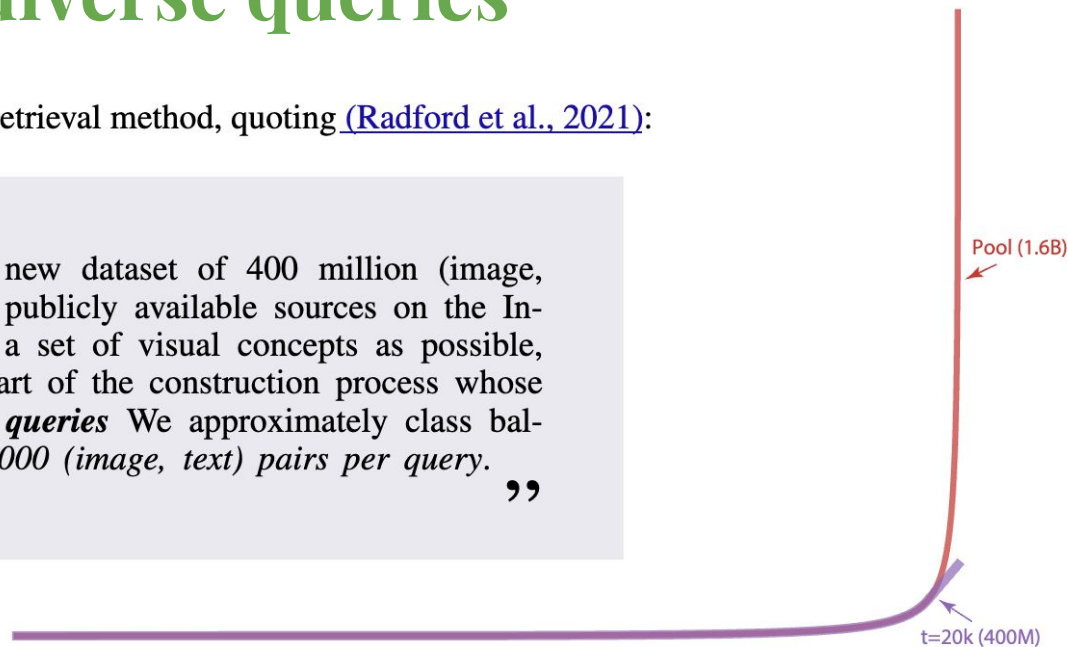 diverse queries
etrieval method, quoting (Radford et al., 2021):
new dataset of 400 million (image,
publicly available sources on the In-
a set of visual concepts as possible,
art of the construction process whose
queries We approximately class bal-
000 (image, text) pairs per query.
”
Pool (1.6B)
t=20k (400M)